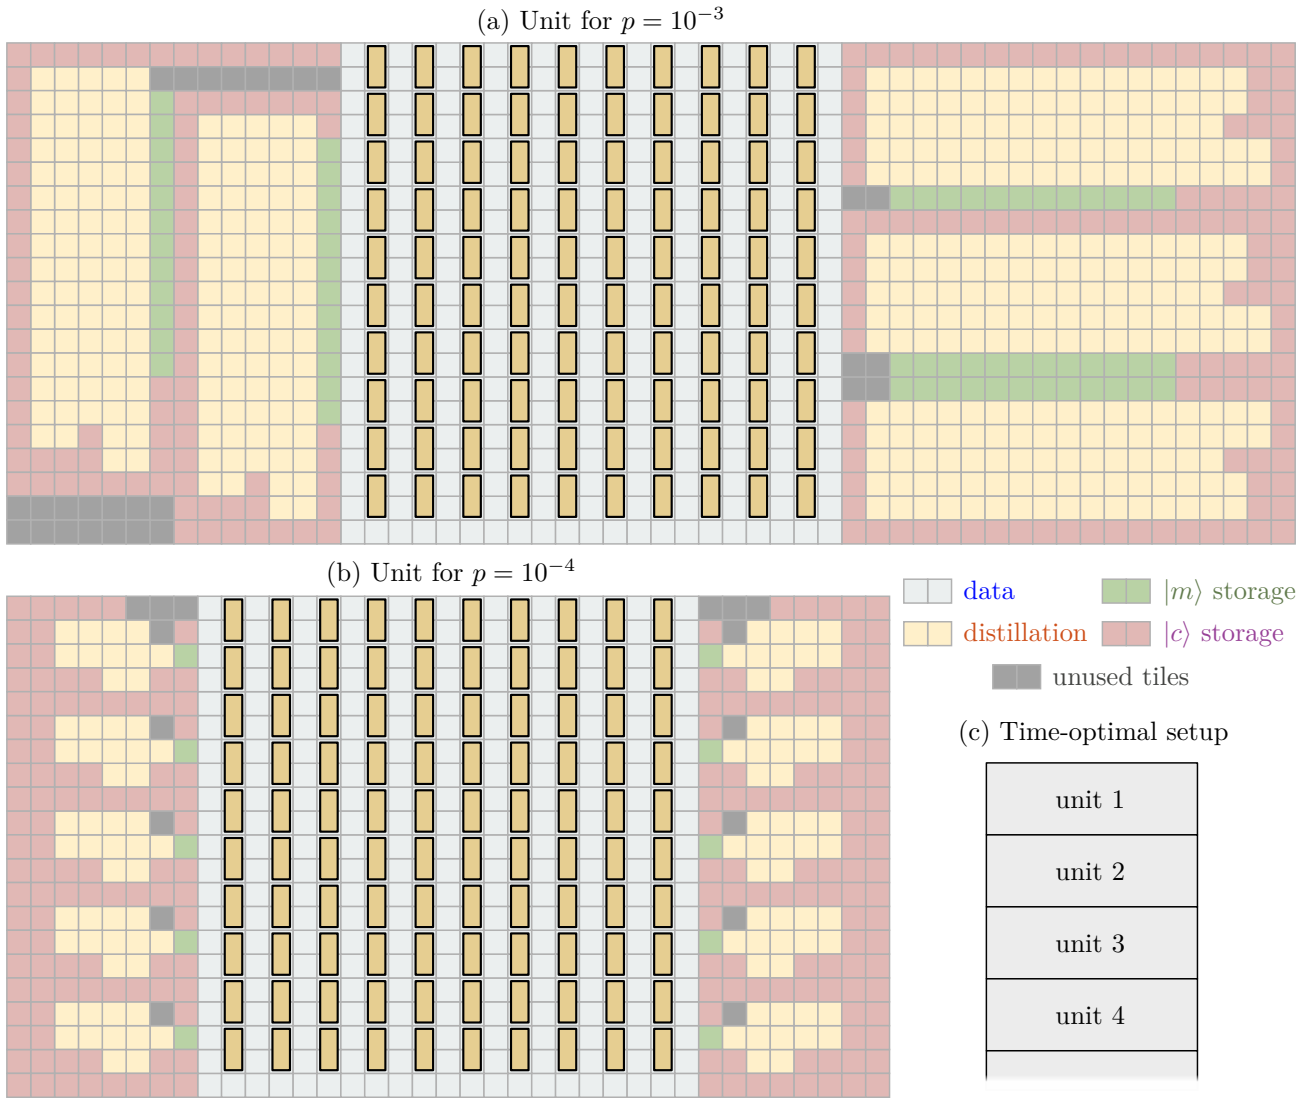 (a) Unit for p = 10⁻³
(b) Unit for p = 10⁻⁴
data
|m⟩ storage
distillation
|c⟩ storage
unused tiles
(c) Time-optimal setup
unit 1
unit 2
unit 3
unit 4